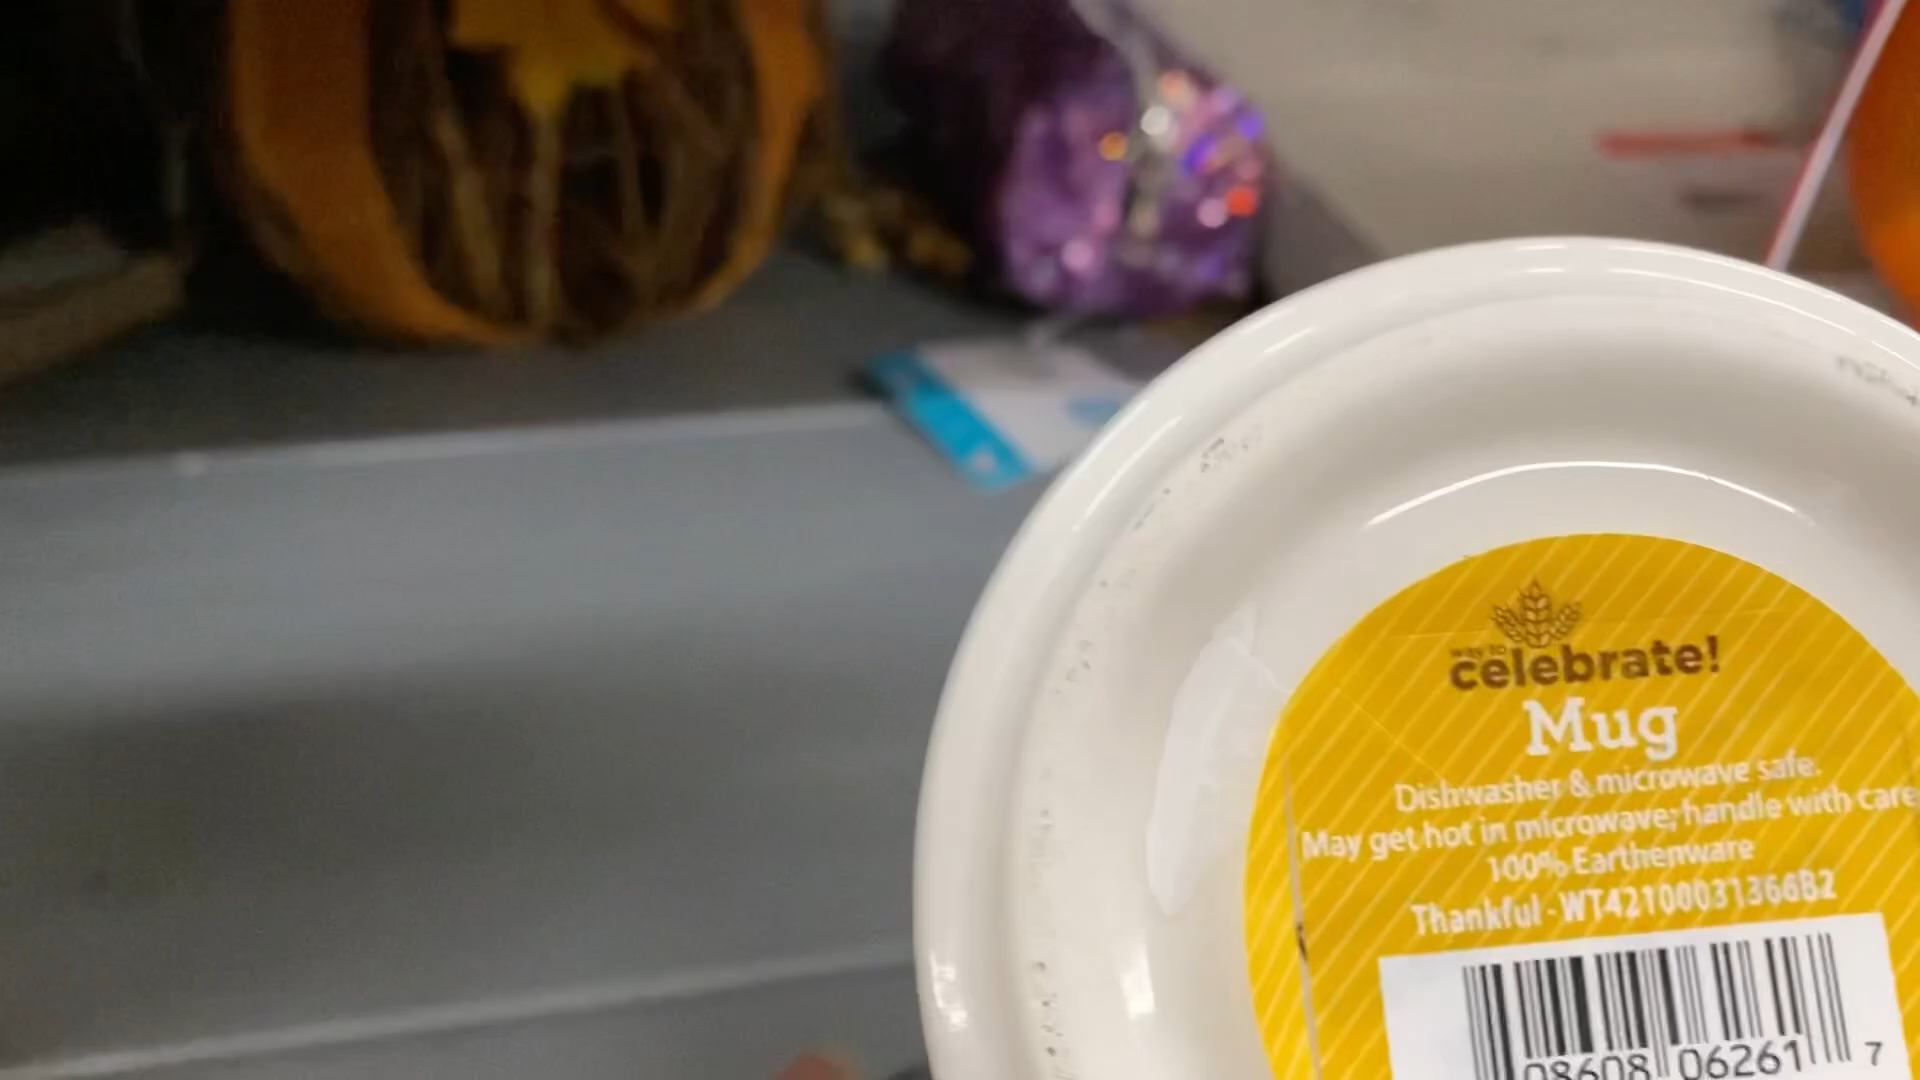 way to
celebrate!
Mug
Dishwasher & microwave safe.
May get hot in microwave; handle with care
100% Earthenware
Thankful - WT42100031366B2
08608 06261 7